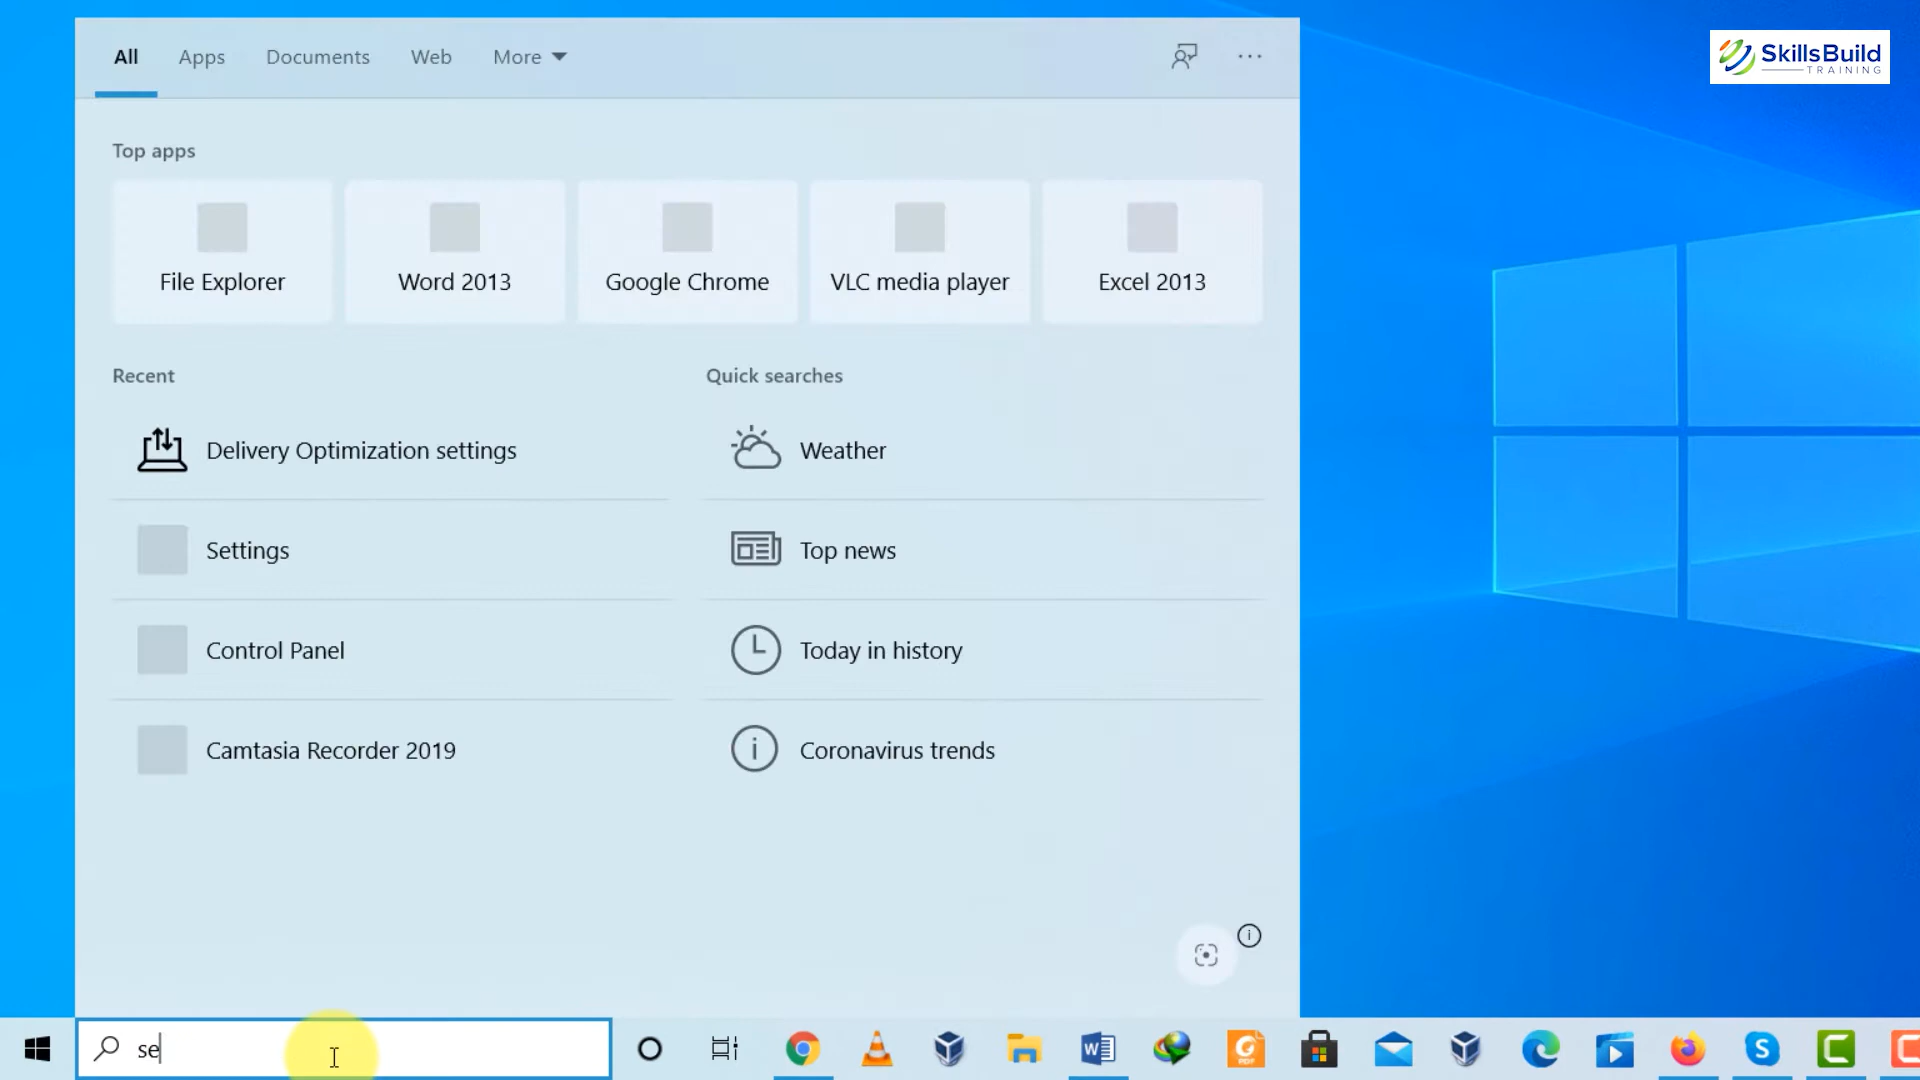 All Apps Documents Web More
SkillsBuild
TRAINING
Top apps
File Explorer Word 2013 Google Chrome VLC media player Excel 2013
Recent Quick searches
Delivery Optimization settings Weather
Settings Top news
Control Panel Today in history
Camtasia Recorder 2019 Coronavirus trends
se